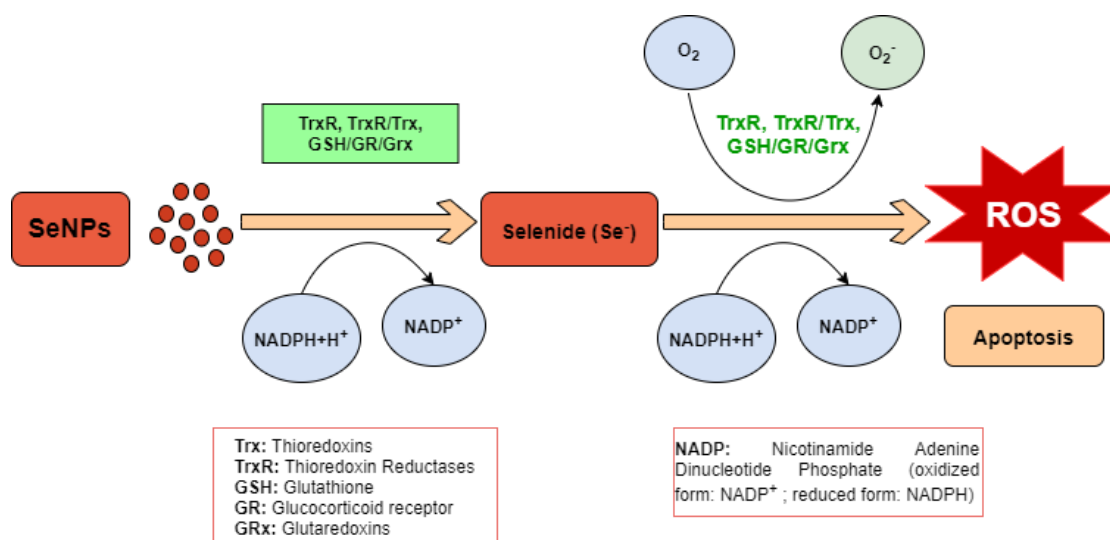 O₂
O₂⁻
TrxR, TrxR/Trx,
GSH/GR/Grx
TrxR, TrxR/Trx,
GSH/GR/Grx
SeNPs
Selenide (Se⁻)
ROS
NADPH+H⁺
NADP⁺
NADPH+H⁺
NADP⁺
Apoptosis
Trx: Thioredoxins
TrxR: Thioredoxin Reductases
GSH: Glutathione
GR: Glucocorticoid receptor
GRx: Glutaredoxins
NADP: Nicotinamide Adenine
Dinucleotide Phosphate (oxidized
form: NADP⁺ ; reduced form: NADPH)